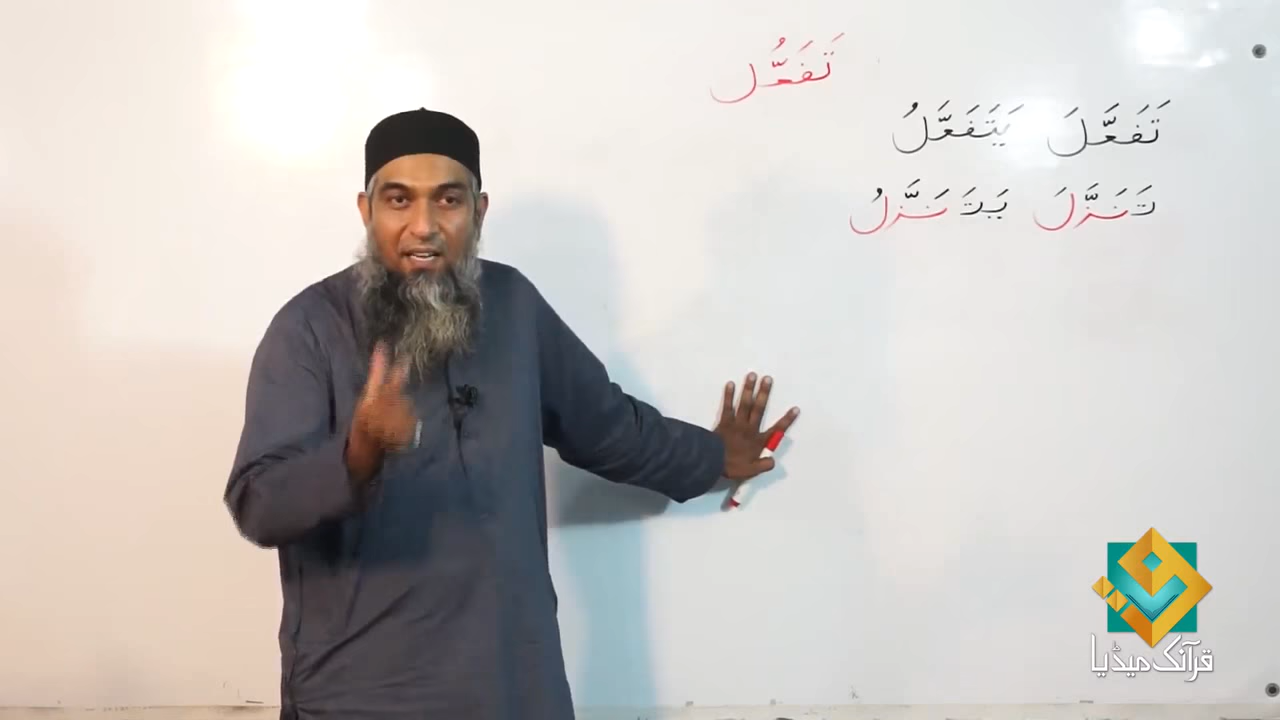 تَفَعُّل
تَفَعَّلَ يَتَفَعَّلُ
تَنَزَّلَ يَتَنَزَّلُ
قرآنک میڈیا